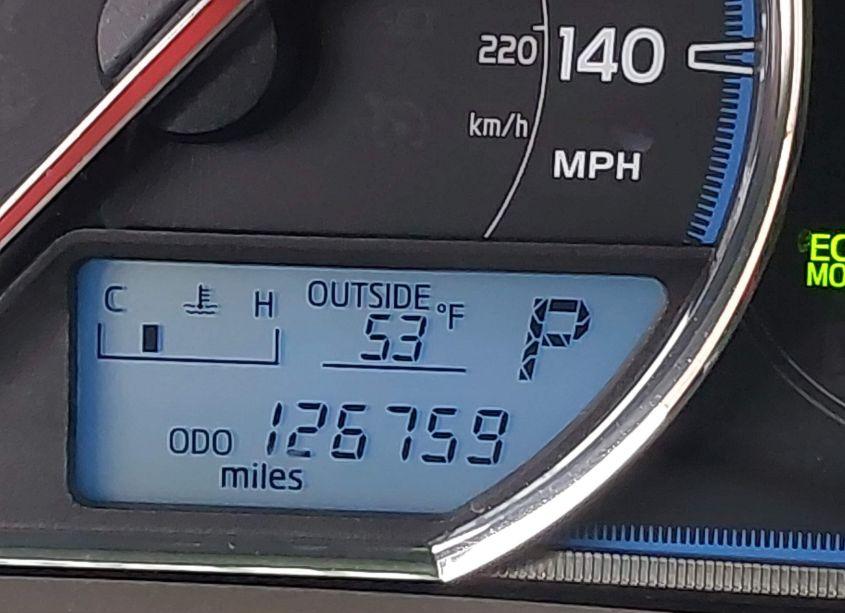 220 140
km/h
MPH
C H OUTSIDE °F
53
P
ODO 126759
miles